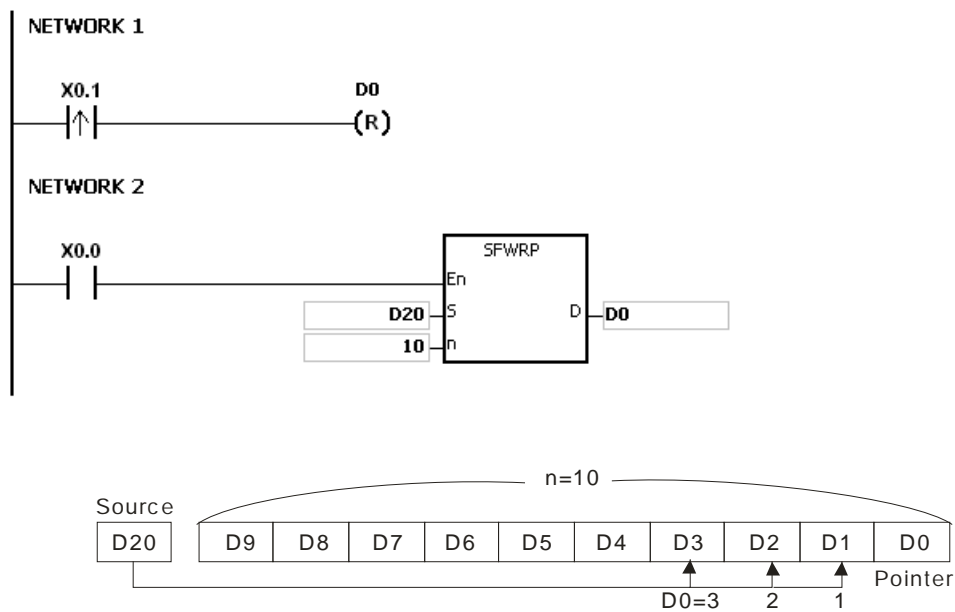 NETWORK 1
X0.1 D0
(R)
NETWORK 2
X0.0
SFWRP
En
D20 S D D0
10 n
n=10
Source
D20 D9 D8 D7 D6 D5 D4 D3 D2 D1 D0
Pointer
D0=3 2 1